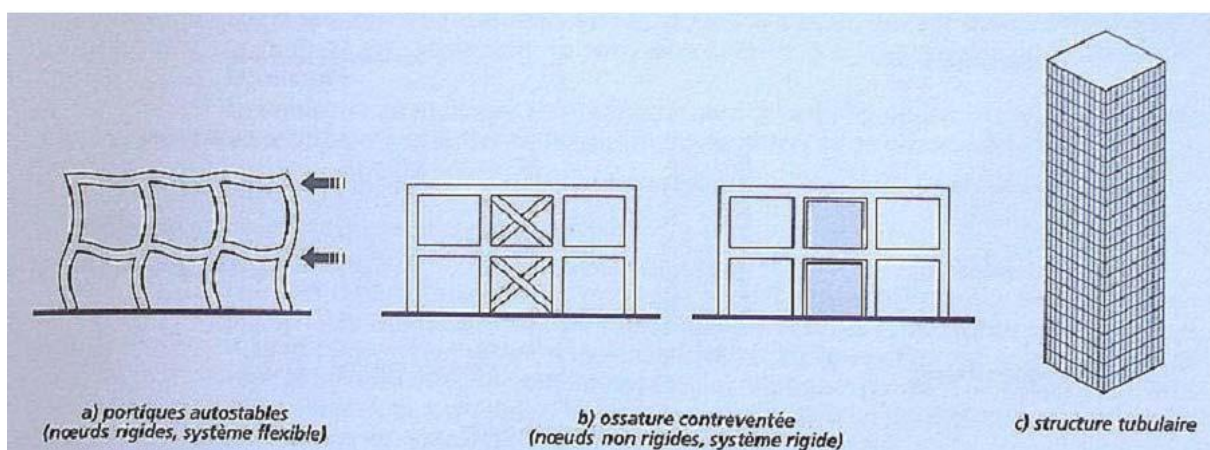 a) portiques autostables
(nœuds rigides, système flexible)
b) ossature contreventée
(nœuds non rigides, système rigide)
c) structure tubulaire